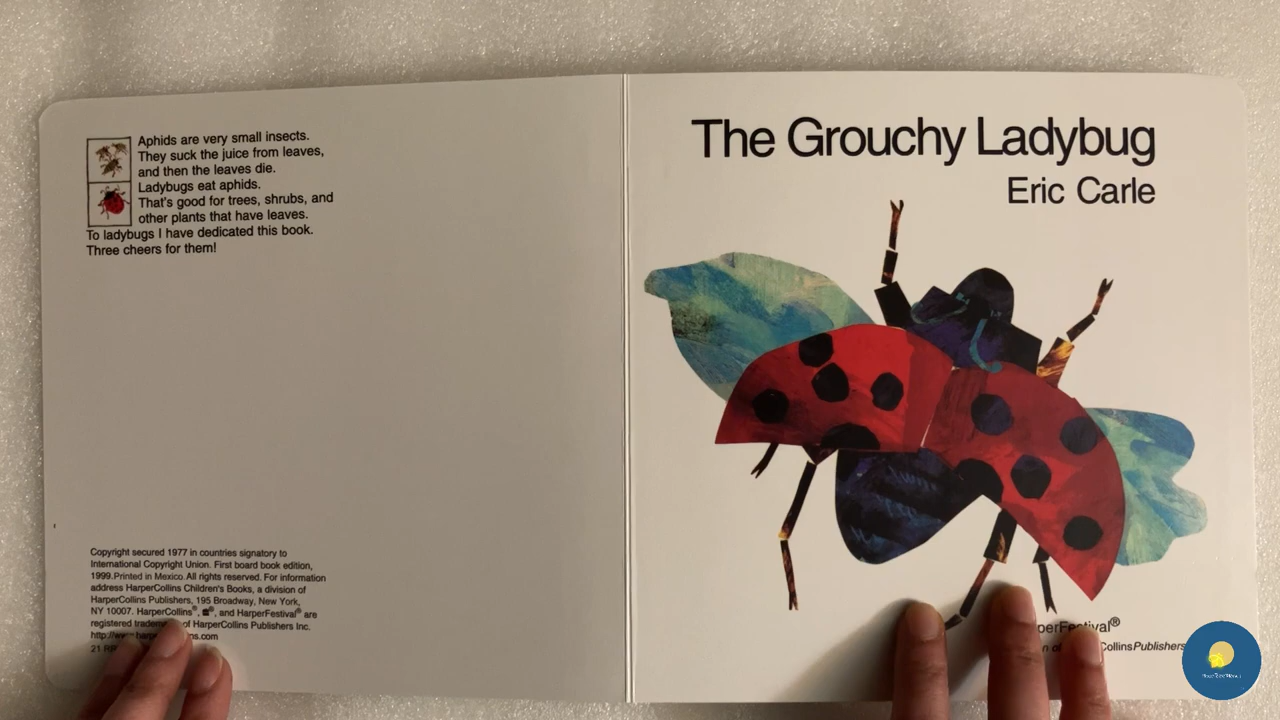 Aphids are very small insects.
They suck the juice from leaves,
and then the leaves die.
Ladybugs eat aphids.
That's good for trees, shrubs, and
other plants that have leaves.
To ladybugs I have dedicated this book.
Three cheers for them!
Copyright secured 1977 in countries signatory to
International Copyright Union. First board book edition,
1999.Printed in Mexico.All rights reserved. For information
address HarperCollins Children's Books, a division of
HarperCollins Publishers, 195 Broadway, New York,
NY 10007. HarperCollins®, ®, and HarperFestival® are
registered of HarperCollins Publishers Inc.
21
The Grouchy Ladybug
Eric Carle
perFestival®
CollinsPublishers